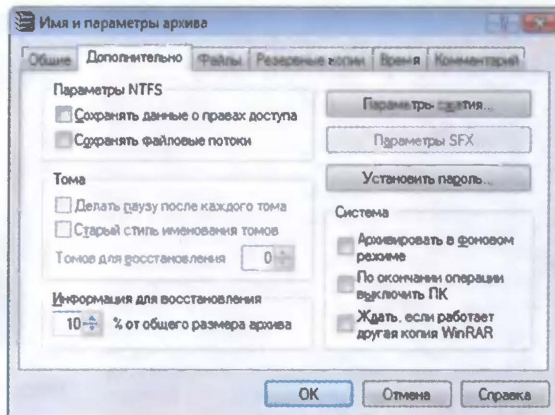 Имя и параметры архива
Общие Дополнительно Файлы Резервные копии Время Комментарий
Параметры NTFS
Сохранять данные о правах доступа
Сохранять файловые потоки
Параметры сжатия...
Параметры SFX
Установить пароль...
Тома
Делать паузу после каждого тома
Старый стиль именования томов
Томов для восстановления 0
Система
Архивировать в фоновом
режиме
По окончании операции
выключить ПК
Ждать, если работает
другая копия WinRAR
Информация для восстановления
10 % от общего размера архива
OK Отмена Справка